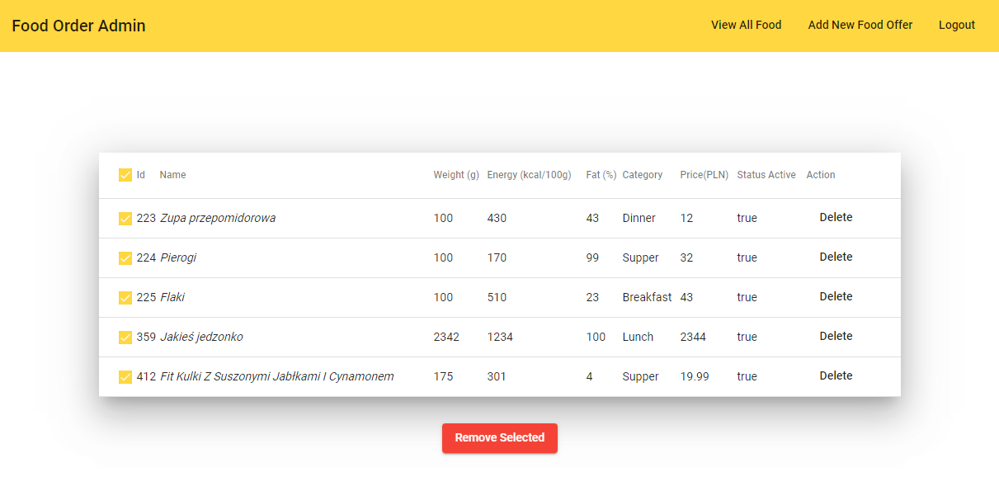 Food Order Admin View All Food Add New Food Offer Logout
Id Name Weight (g) Energy (kcal/100g) Fat (%) Category Price(PLN) Status Active Action
223 Zupa przepomidorowa 100 430 43 Dinner 12 true Delete
224 Pierogi 100 170 99 Supper 32 true Delete
225 Flaki 100 510 23 Breakfast 43 true Delete
359 Jakieś jedzonko 2342 1234 100 Lunch 2344 true Delete
412 Fit Kulki Z Suszonymi Jabłkami I Cynamonem 175 301 4 Supper 19.99 true Delete
Remove Selected